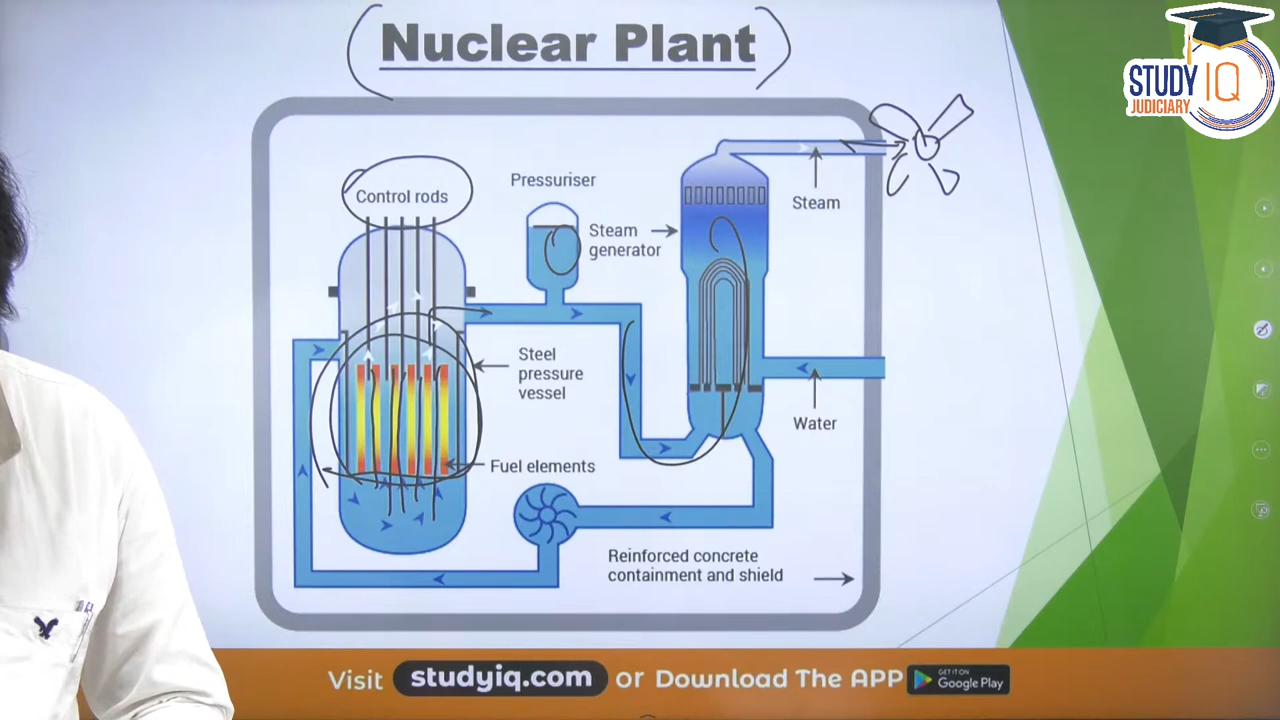 Nuclear Plant
STUDY IQ
JUDICIARY
Control rods
Pressuriser
Steam
generator
Steam
Steel
pressure
vessel
Water
Fuel elements
Reinforced concrete
containment and shield
Visit studyiq.com or Download The APP
GET IT ON
Google Play